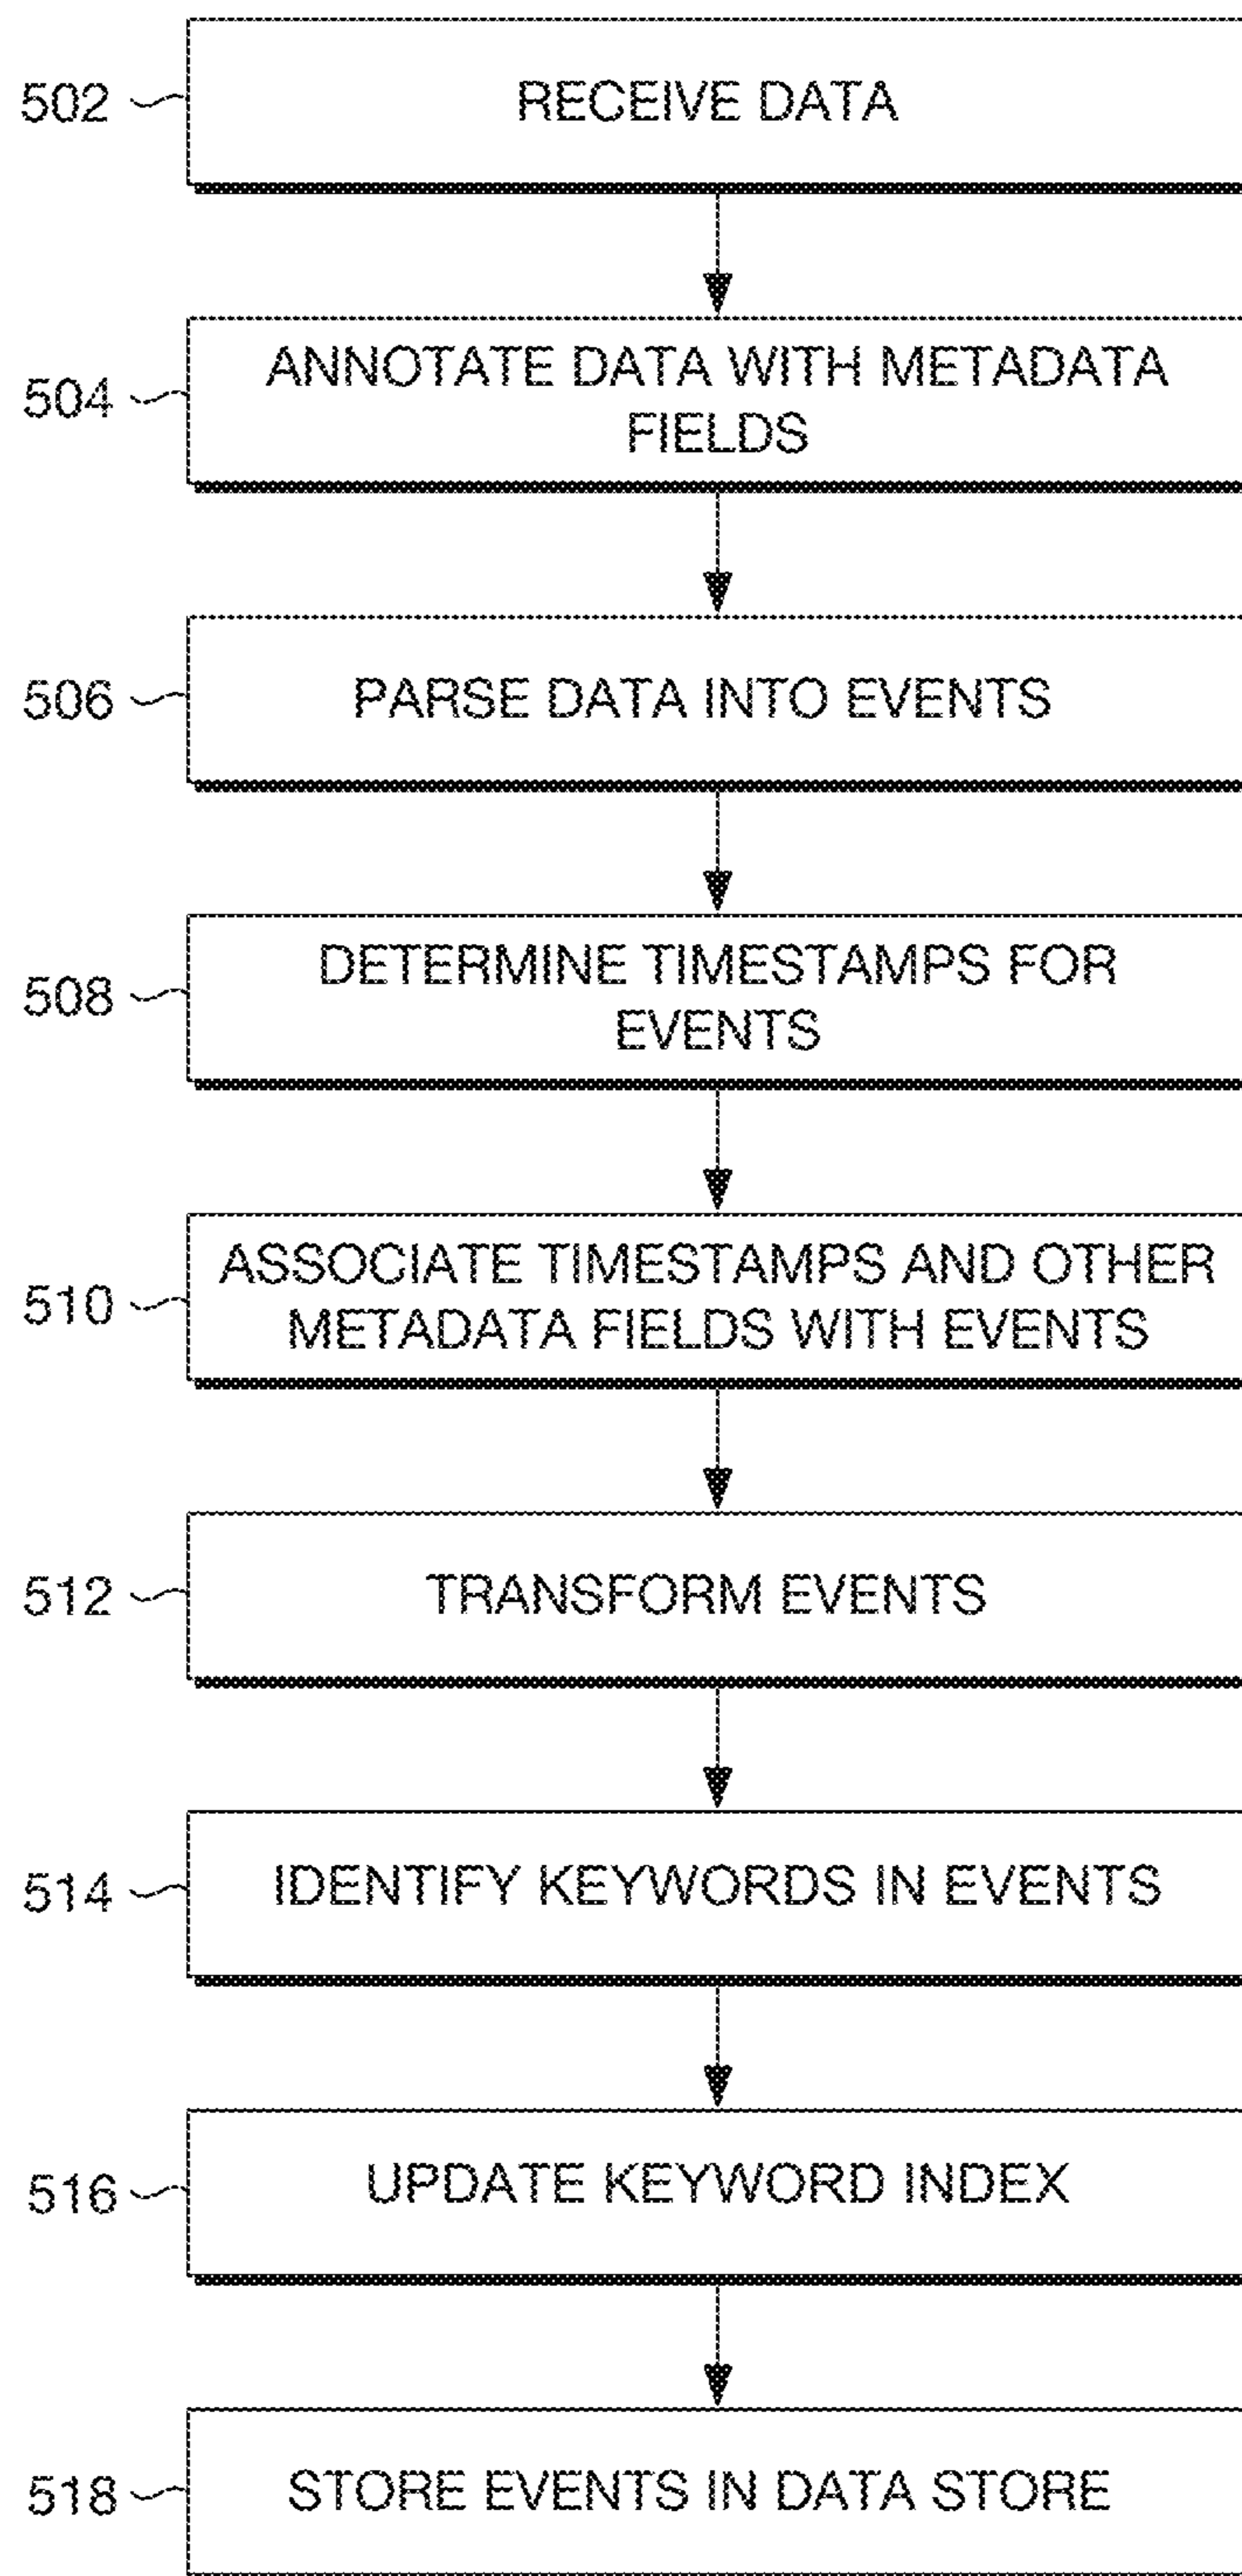 502
RECEIVE DATA
504
ANNOTATE DATA WITH METADATA
FIELDS
506
PARSE DATA INTO EVENTS
508
DETERMINE TIMESTAMPS FOR
EVENTS
510
ASSOCIATE TIMESTAMPS AND OTHER
METADATA FIELDS WITH EVENTS
512
TRANSFORM EVENTS
514
IDENTIFY KEYWORDS IN EVENTS
516
UPDATE KEYWORD INDEX
518
STORE EVENTS IN DATA STORE